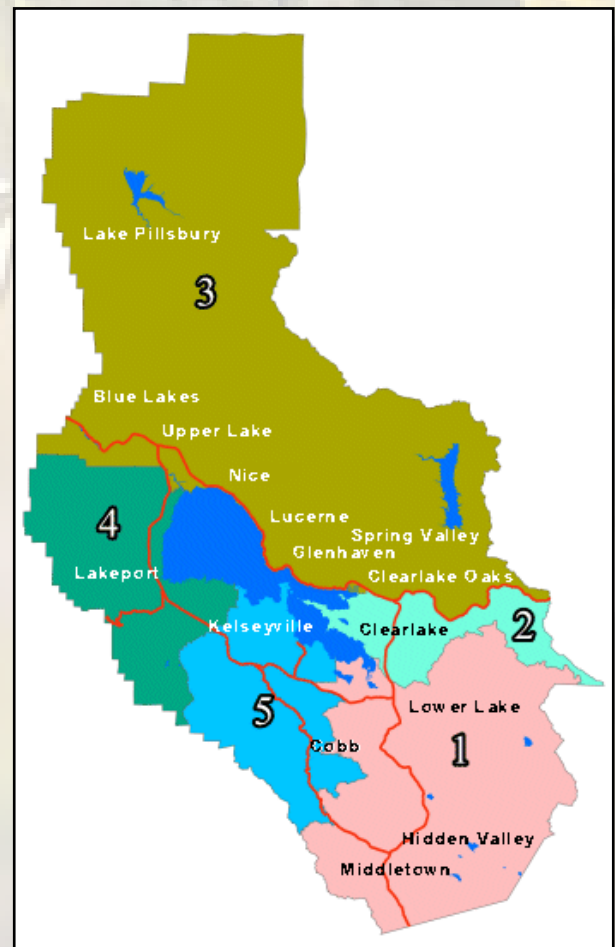 Lake Pillsbury
3
Blue Lakes
Upper Lake
Nice
4
Lucerne
Spring Valley
Glenhaven
Lakeport
Clearlake Oaks
Kelseyville
Clearlake
2
5
Lower Lake
Cobb
1
Hidden Valley
Middletown